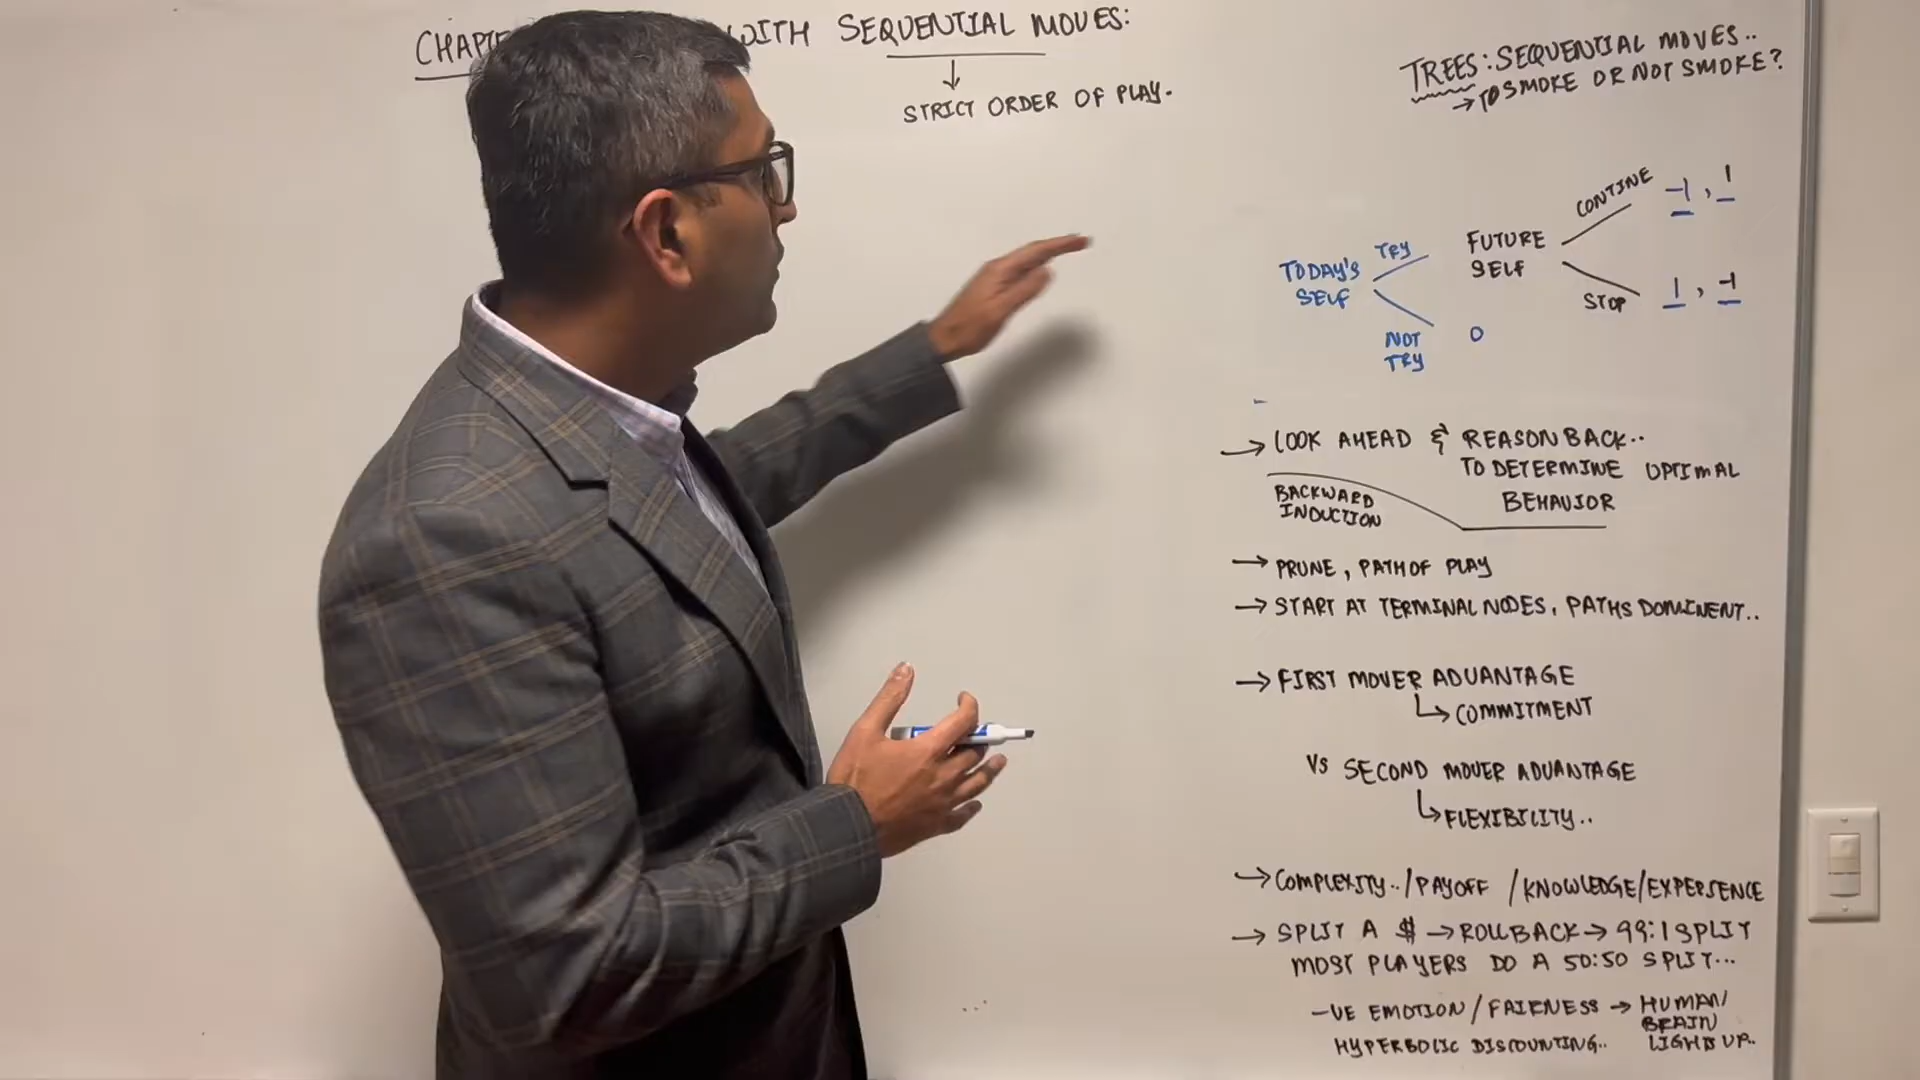 WITH SEQUENTIAL MOVES:
STRICT ORDER OF PLAY.
TREES: SEQUENTIAL MOVES..
→ TO SMOKE OR NOT SMOKE?
TODAY'S SELF
TRY
NOT TRY
0
FUTURE SELF
CONTINE
-1, 1
STOP
1, -1
→ LOOK AHEAD & REASON BACK..
TO DETERMINE OPTIMAL
BEHAVIOR
BACKWARD
INDUCTION
→ PRUNE, PATH OF PLAY
→ START AT TERMINAL NODES, PATHS DOMINENT..
→ FIRST MOVER ADVANTAGE
COMMITMENT
VS SECOND MOVER ADVANTAGE
FLEXIBILITY..
→ COMPLEXITY../PAYOFF /KNOWLEDGE/EXPERIENCE
→ SPLIT A $ → ROLLBACK → 99:1 SPLIT
MOST PLAYERS DO A 50:50 SPLIT...
-VE EMOTION/FAIRNESS → HUMAN
BRAIN
HYPERBOLIC DISCOUNTING.. LIGHTS UP..